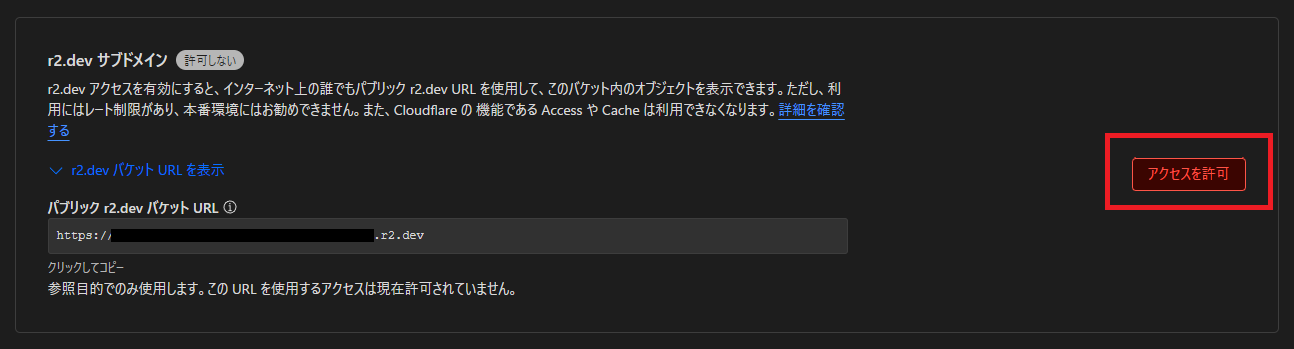 r2.dev サブドメイン 許可しない
r2.dev アクセスを有効にすると、インターネット上の誰でもパブリック r2.dev URL を使用して、このバケット内のオブジェクトを表示できます。ただし、利
用にはレート制限があり、本番環境にはお勧めできません。また、Cloudflare の 機能である Access や Cache は利用できなくなります。詳細を確認
する
r2.dev バケット URL を表示
アクセスを許可
パブリック r2.dev バケット URL
https:// .r2.dev
クリックしてコピー
参照目的でのみ使用します。この URL を使用するアクセスは現在許可されていません。